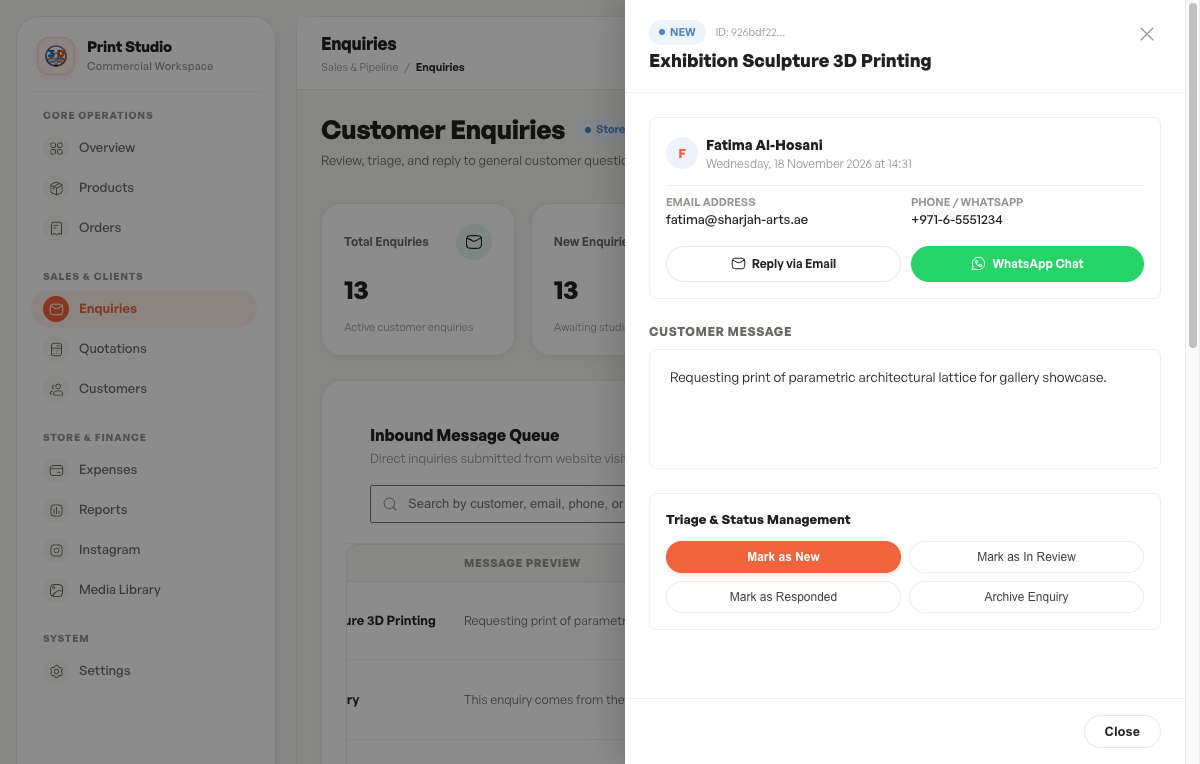 Print Studio
Commercial Workspace
CORE OPERATIONS
Overview
Products
Orders
SALES & CLIENTS
Enquiries
Quotations
Customers
STORE & FINANCE
Expenses
Reports
Instagram
Media Library
SYSTEM
Settings
Enquiries
Sales & Pipeline / Enquiries
Customer Enquiries
Store
Review, triage, and reply to general customer
Total Enquiries
13
Active customer enquiries
New
13
Awaiting
Inbound Message Queue
Direct inquiries submitted from website
Search by customer, email, phone, or
MESSAGE PREVIEW
3D Printing
Requesting print of
This enquiry comes from the
NEW
ID: 926bdf22...
Exhibition Sculpture 3D Printing
F
Fatima Al-Hosani
Wednesday, 18 November 2026 at 14:31
EMAIL ADDRESS
fatima@sharjah-arts.ae
PHONE / WHATSAPP
+971-6-5551234
Reply via Email
WhatsApp Chat
CUSTOMER MESSAGE
Requesting print of parametric architectural lattice for gallery showcase.
Triage & Status Management
Mark as New
Mark as In Review
Mark as Responded
Archive Enquiry
Close